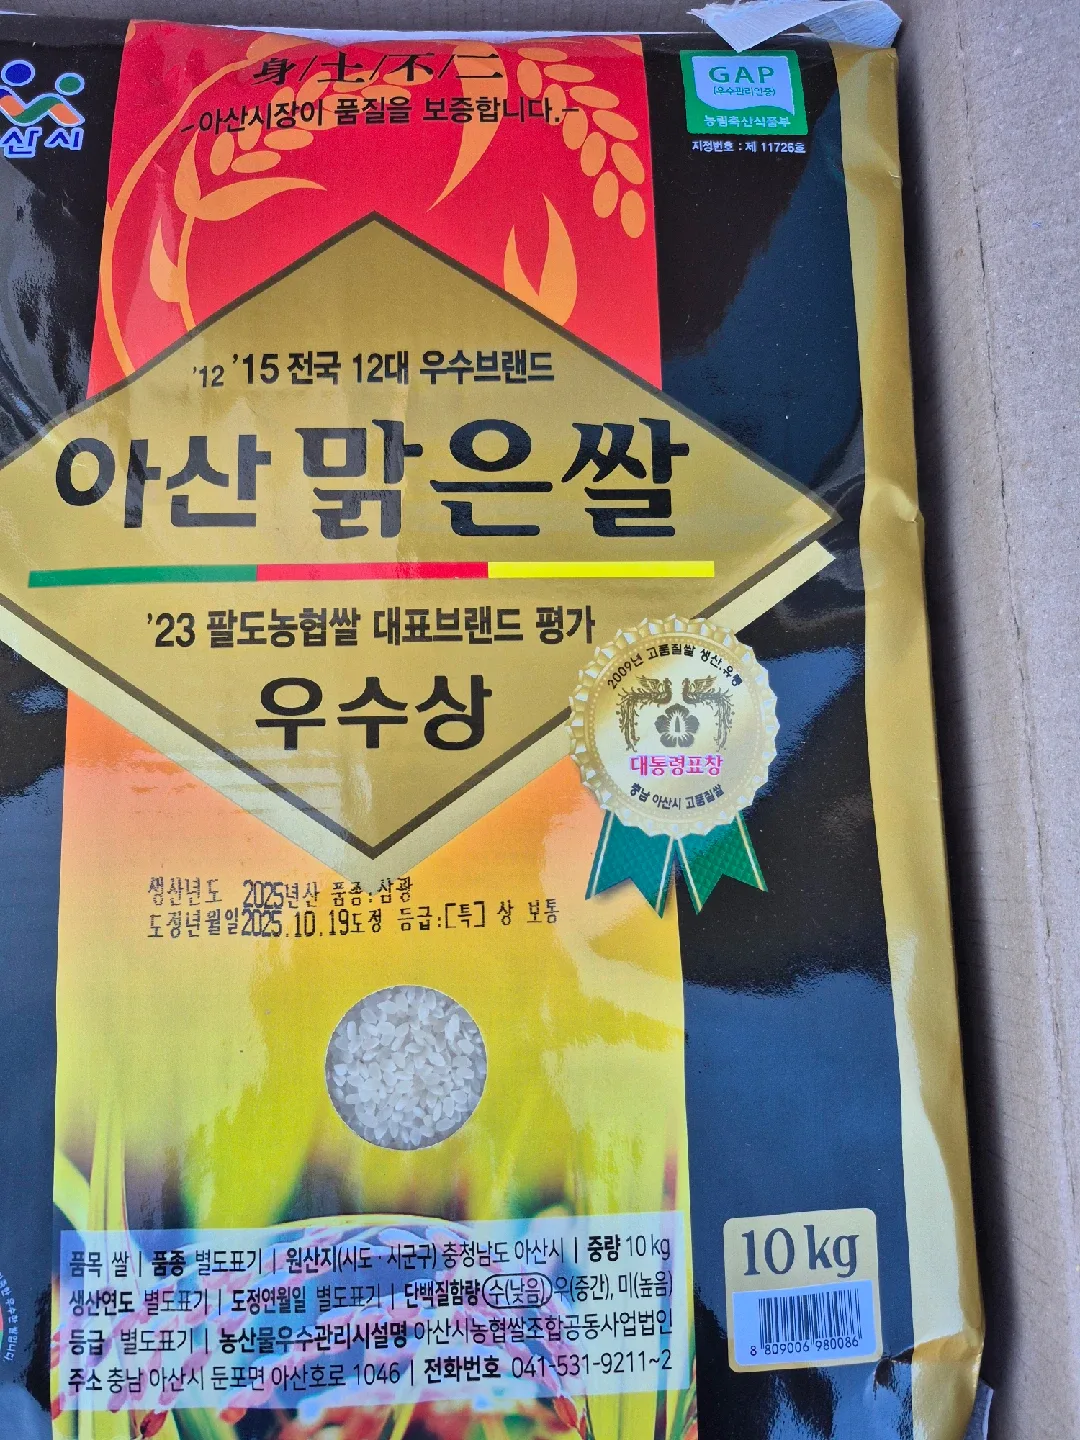 身/土/不/二
-아산시장이 품질을 보증합니다.-
산시
GAP
(우수관리인증)
농림축산식품부
지정번호 : 제 11726호
'12 '15 전국 12대 우수브랜드
아산 맑은쌀
'23 팔도농협쌀 대표브랜드 평가
우수상
2009년 고품질쌀 생산.유통
대통령표창
충남 아산시 고품질쌀
생산년도 2025년산 품종:삼광
도정년월일2025.10.19도정 등급:[특] 상 보통
품목 쌀 | 품종 별도표기 | 원산지(시도·시군구) 충청남도 아산시 | 중량 10 kg
생산연도 별도표기 | 도정연월일 별도표기 | 단백질함량 수(낮음), 우(중간), 미(높음)
등급 별도표기 | 농산물우수관리시설명 아산시농협쌀조합공동사업법인
주소 충남 아산시 둔포면 아산호로 1046 | 전화번호 041-531-9211~2
10 kg
8 809006 980086